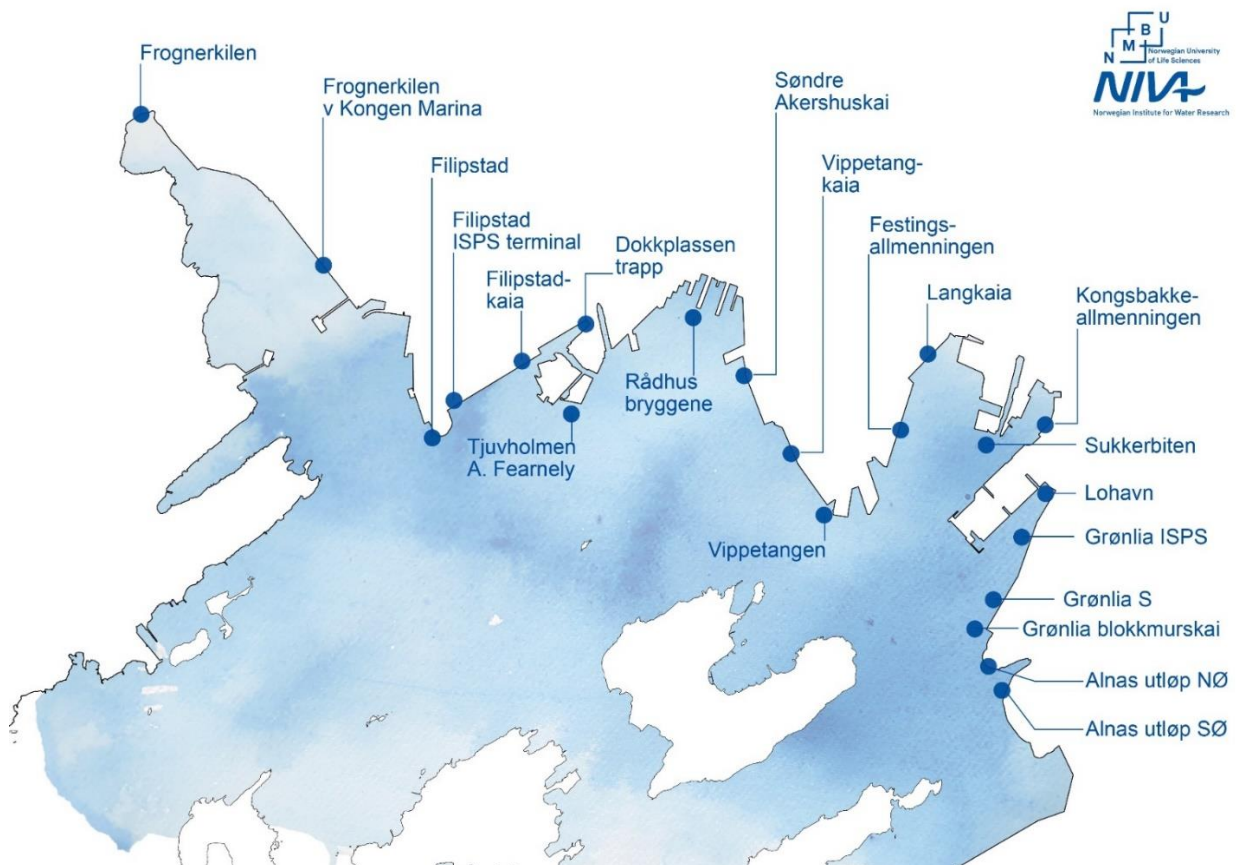 Frognerkilen
Frognerkilen
v Kongen Marina
Filipstad
Filipstad
ISPS terminal
Filipstad-
kaia
Dokkplassen
trapp
Tjuvholmen
A. Fearnely
Rådhus
bryggene
Søndre
Akershuskai
Vippetang-
kaia
Vippetangen
Festings-
allmenningen
Langkaia
Kongsbakke-
allmenningen
Sukkerbiten
Lohavn
Grønlia ISPS
Grønlia S
Grønlia blokkmurskai
Alnas utløp NØ
Alnas utløp SØ
N M B U
Norwegian University
of Life Sciences
NIVA
Norwegian Institute for Water Research